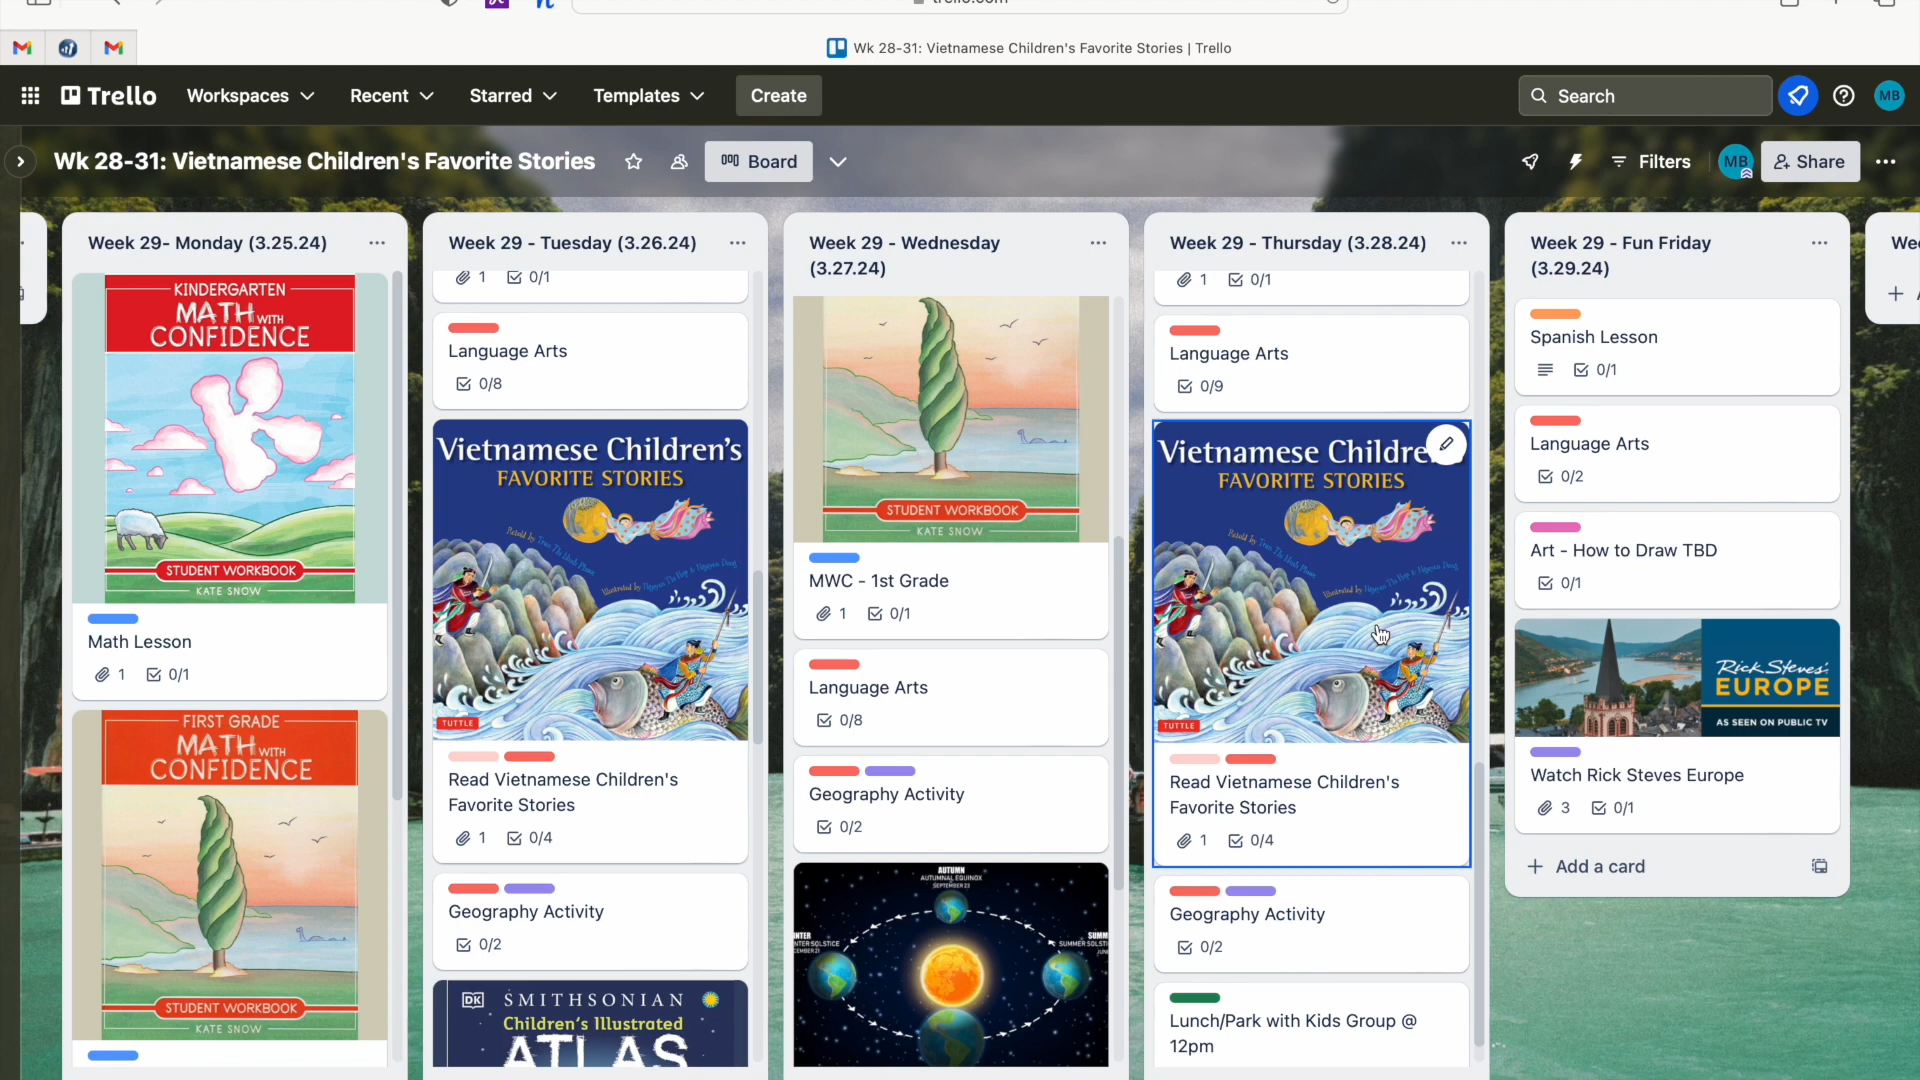 trello.com
Wk 28-31: Vietnamese Children's Favorite Stories | Trello
Trello
Workspaces
Recent
Starred
Templates
Create
Search
MB
Wk 28-31: Vietnamese Children's Favorite Stories
Board
Filters
MB
Share
Week 29- Monday (3.25.24)
KINDERGARTEN
MATH WITH
CONFIDENCE
STUDENT WORKBOOK
KATE SNOW
Math Lesson
1
0/1
FIRST GRADE
MATH WITH
CONFIDENCE
STUDENT WORKBOOK
KATE SNOW
Week 29 - Tuesday (3.26.24)
1
0/1
Language Arts
0/8
Vietnamese Children's
FAVORITE STORIES
TUTTLE
Read Vietnamese Children's
Favorite Stories
1
0/4
Geography Activity
0/2
DK
SMITHSONIAN
Children's Illustrated
ATLAS
Week 29 - Wednesday
(3.27.24)
STUDENT WORKBOOK
KATE SNOW
MWC - 1st Grade
1
0/1
Language Arts
0/8
Geography Activity
0/2
AUTUMN
AUTUMNAL EQUINOX
SEPTEMBER 23
Week 29 - Thursday (3.28.24)
1
0/1
Language Arts
0/9
Vietnamese Childre
FAVORITE STORIES
TUTTLE
Read Vietnamese Children's
Favorite Stories
1
0/4
Geography Activity
0/2
Lunch/Park with Kids Group @
12pm
Week 29 - Fun Friday
(3.29.24)
Spanish Lesson
0/1
Language Arts
0/2
Art - How to Draw TBD
0/1
Rick Steves'
EUROPE
AS SEEN ON PUBLIC TV
Watch Rick Steves Europe
3
0/1
Add a card